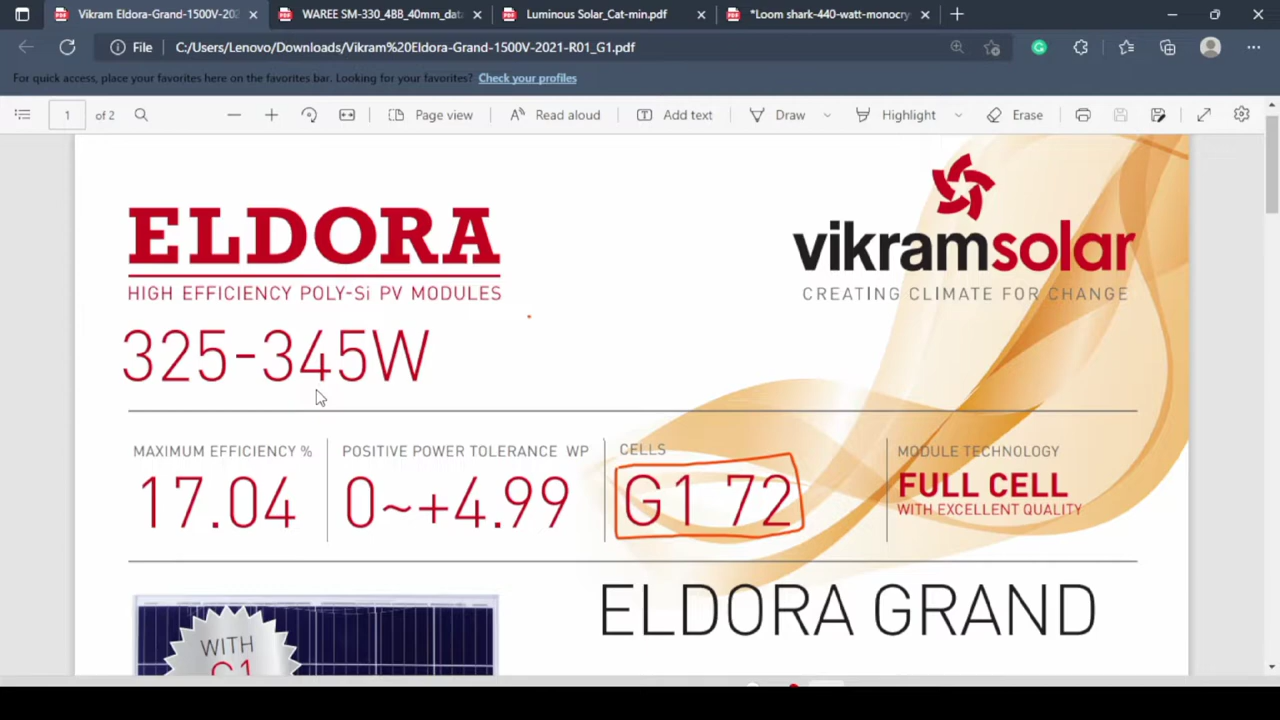 Vikram Eldora-Grand-1500V-202
WAREE SM-330_4BB_40mm_data
Luminous Solar_Cat-min.pdf
*Loom shark-440-watt-monocry
File
C:/Users/Lenovo/Downloads/Vikram%20Eldora-Grand-1500V-2021-R01_G1.pdf
For quick access, place your favorites here on the favorites bar. Looking for your favorites? Check your profiles
1 of 2
Page view
Read aloud
Add text
Draw
Highlight
Erase
ELDORA
HIGH EFFICIENCY POLY-Si PV MODULES
325-345W
vikramsolar
CREATING CLIMATE FOR CHANGE
MAXIMUM EFFICIENCY %
17.04
POSITIVE POWER TOLERANCE WP
0~+4.99
CELLS
G1 72
MODULE TECHNOLOGY
FULL CELL
WITH EXCELLENT QUALITY
ELDORA GRAND
WITH
G1